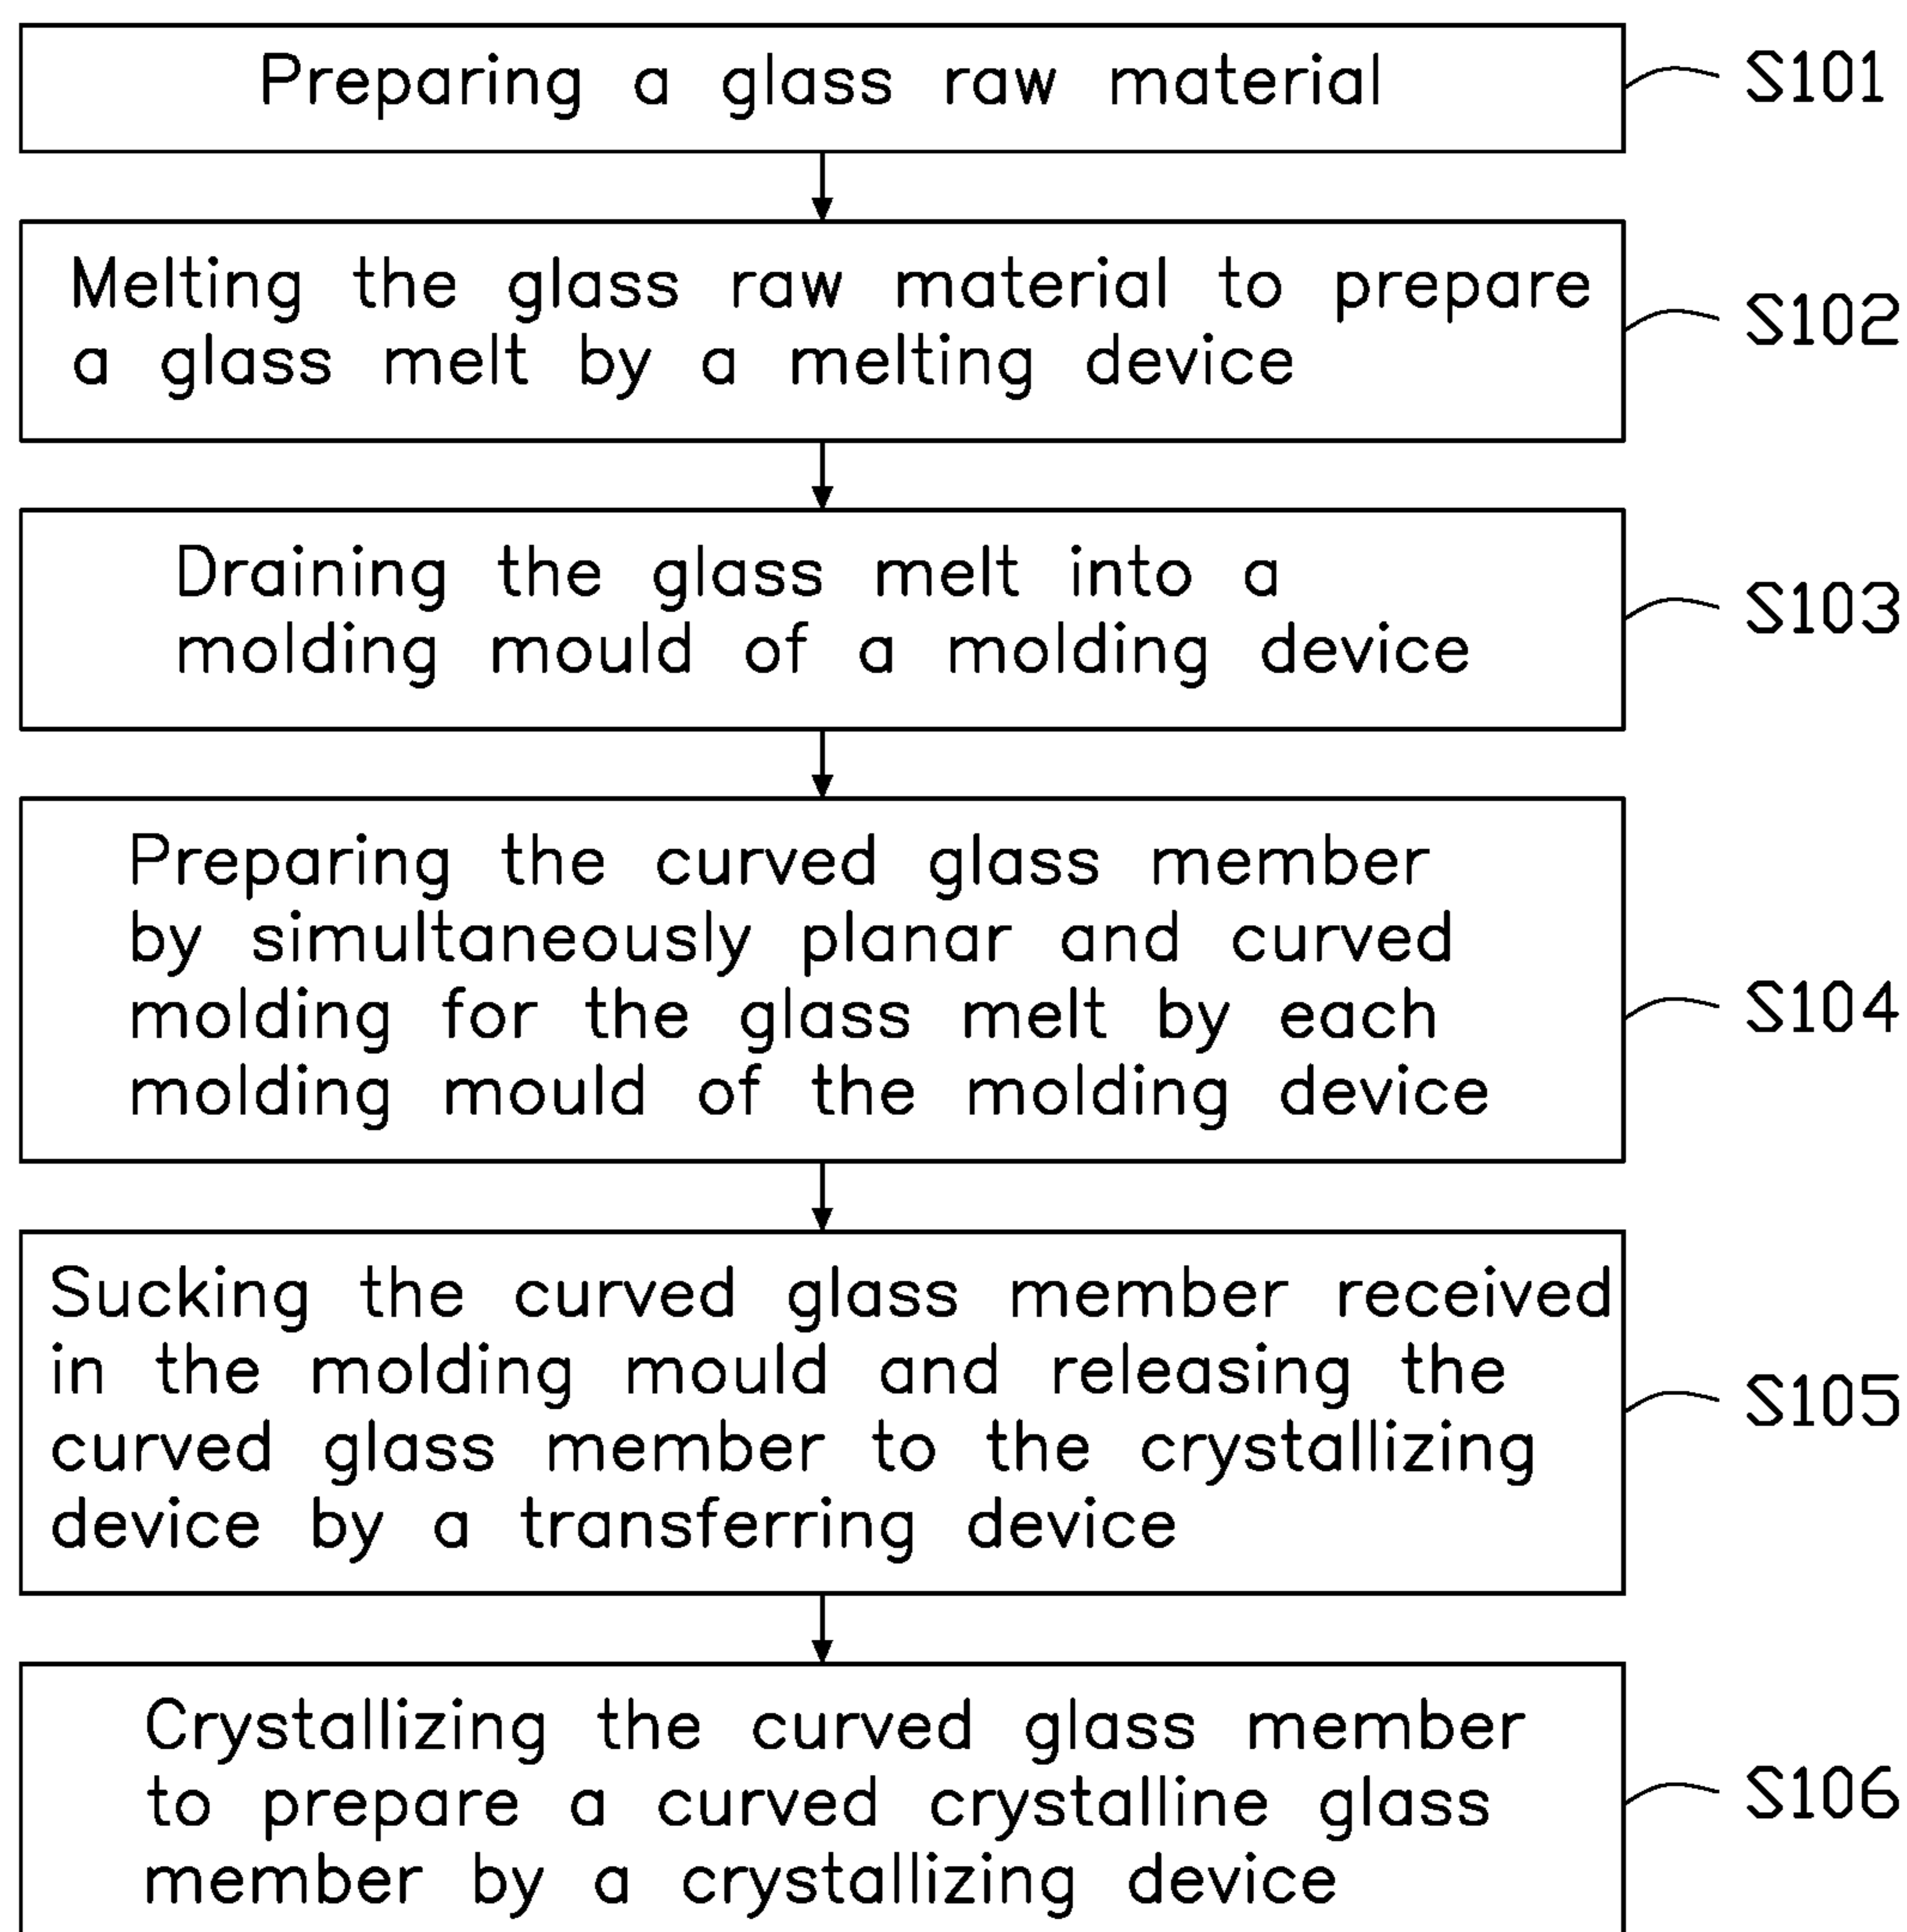 Preparing a glass raw material
S101
Melting the glass raw material to prepare
a glass melt by a melting device
S102
Draining the glass melt into a
molding mould of a molding device
S103
Preparing the curved glass member
by simultaneously planar and curved
molding for the glass melt by each
molding mould of the molding device
S104
Sucking the curved glass member received
in the molding mould and releasing the
curved glass member to the crystallizing
device by a transferring device
S105
Crystallizing the curved glass member
to prepare a curved crystalline glass
member by a crystallizing device
S106